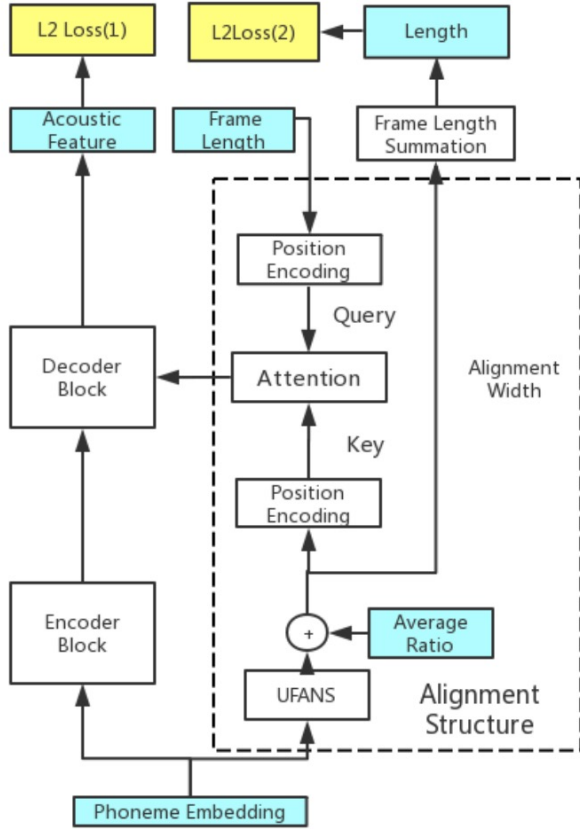 L2 Loss(1)
L2Loss(2)
Length
Acoustic
Feature
Frame
Length
Frame Length
Summation
Position
Encoding
Query
Decoder
Block
Attention
Alignment
Width
Key
Position
Encoding
Encoder
Block
+
Average
Ratio
UFANS
Alignment
Structure
Phoneme Embedding